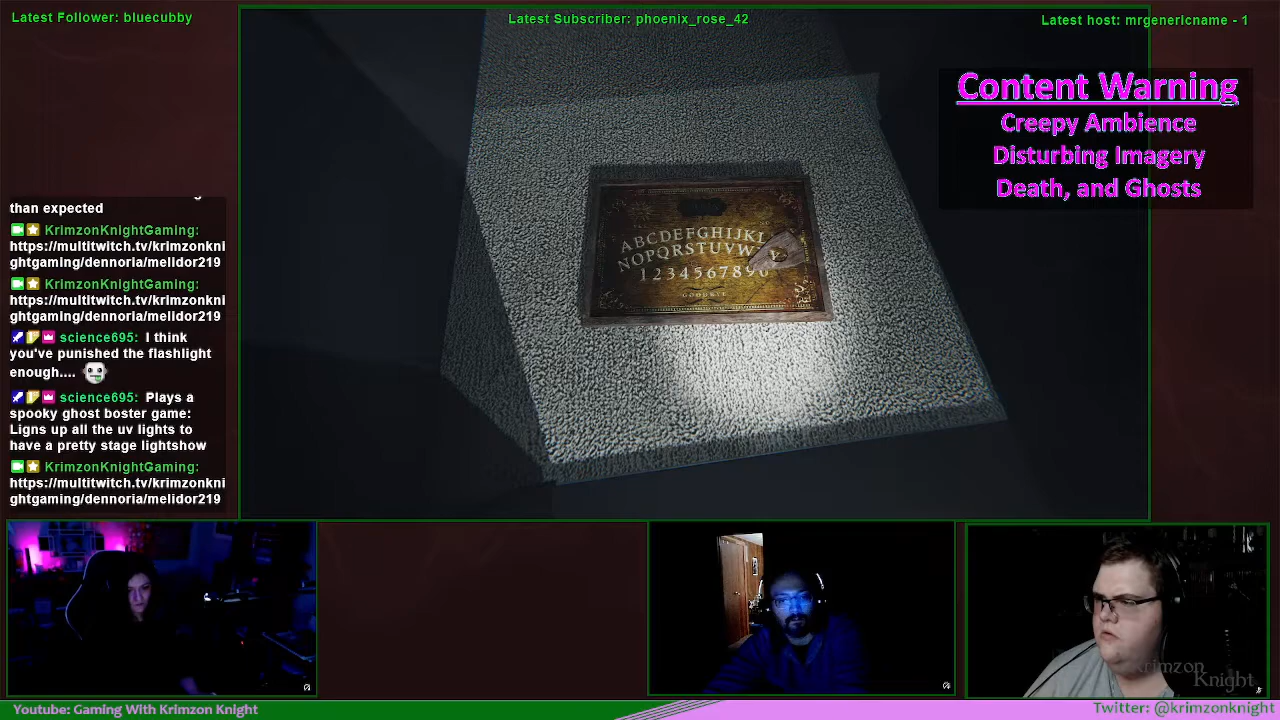 Latest Follower: bluecubby
Latest Subscriber: phoenix_rose_42
Latest host: mrgenericname - 1
Content Warning
Creepy Ambience
Disturbing Imagery
Death, and Ghosts
than expected
KrimzonKnightGaming:
https://multitwitch.tv/krimzonkni
ghtgaming/dennoria/melidor219
KrimzonKnightGaming:
https://multitwitch.tv/krimzonkni
ghtgaming/dennoria/melidor219
science695: I think
you've punished the flashlight
enough....
science695: Plays a
spooky ghost boster game:
Ligns up all the uv lights to
have a pretty stage lightshow
KrimzonKnightGaming:
https://multitwitch.tv/krimzonkni
ghtgaming/dennoria/melidor219
ABCDEFGHIJKL
NOPQRSTUVW
1234567890
GOODBYE
Krimzon
Knight
Youtube: Gaming With Krimzon Knight
Twitter: @krimzonknight